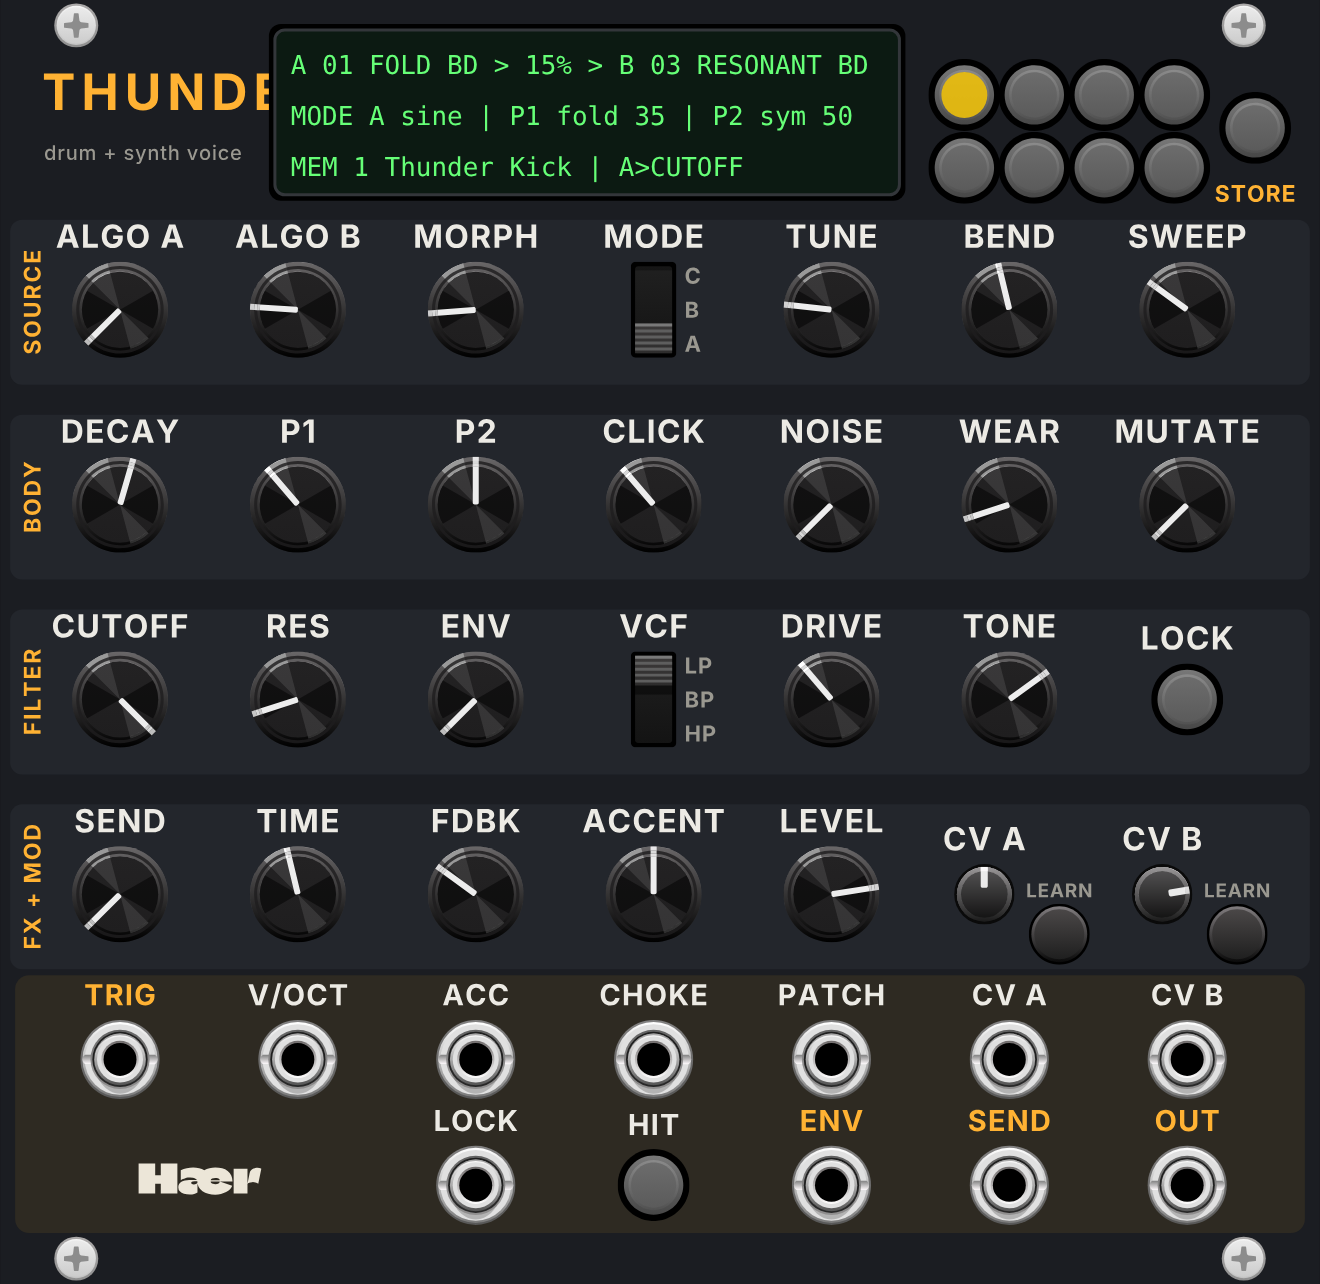 THUNDE
drum + synth voice
A 01 FOLD BD > 15% > B 03 RESONANT BD
MODE A sine | P1 fold 35 | P2 sym 50
MEM 1 Thunder Kick | A>CUTOFF
STORE
SOURCE
ALGO A ALGO B MORPH MODE TUNE BEND SWEEP
C
B
A
BODY
DECAY P1 P2 CLICK NOISE WEAR MUTATE
FILTER
CUTOFF RES ENV VCF DRIVE TONE LOCK
LP
BP
HP
FX + MOD
SEND TIME FDBK ACCENT LEVEL CV A CV B
LEARN LEARN
TRIG V/OCT ACC CHOKE PATCH CV A CV B
LOCK HIT ENV SEND OUT
Hær